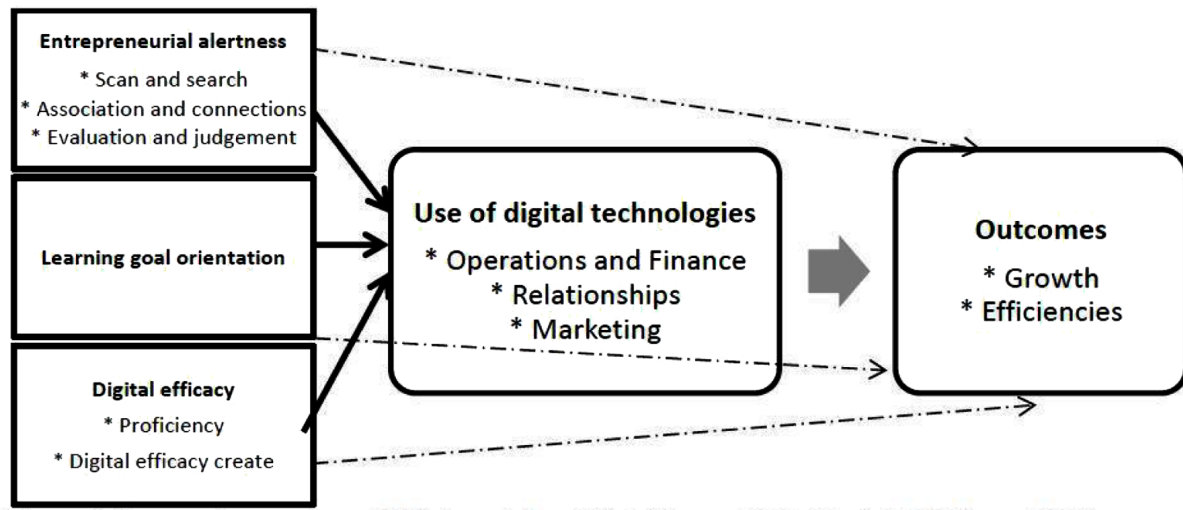 Entrepreneurial alertness
* Scan and search
* Association and connections
* Evaluation and judgement
Learning goal orientation
Digital efficacy
* Proficiency
* Digital efficacy create
Use of digital technologies
* Operations and Finance
* Relationships
* Marketing
Outcomes
* Growth
* Efficiencies